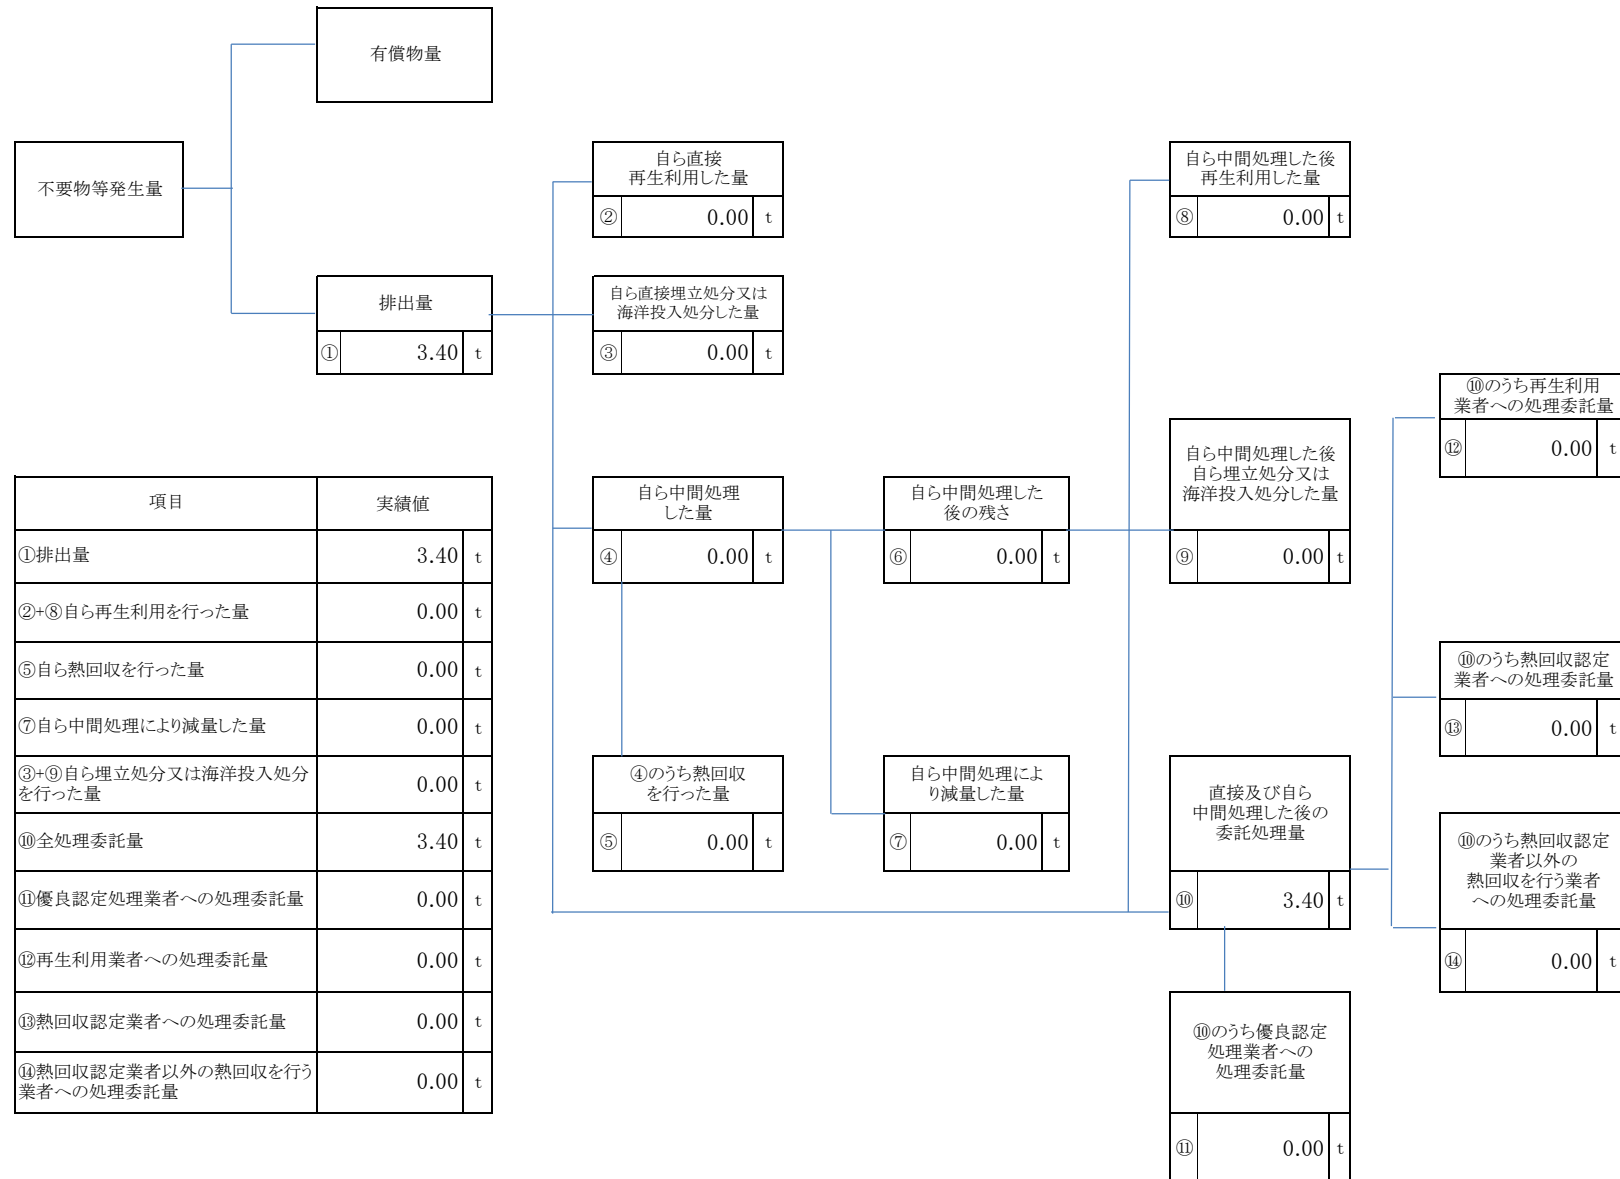 有償物量
不要物等発生量
排出量
① 3.40 t
自ら直接
再生利用した量
② 0.00 t
自ら直接埋立処分又は
海洋投入処分した量
③ 0.00 t
自ら中間処理
した量
④ 0.00 t
④のうち熱回収
を行った量
⑤ 0.00 t
自ら中間処理した
後の残さ
⑥ 0.00 t
自ら中間処理によ
り減量した量
⑦ 0.00 t
自ら中間処理した後
再生利用した量
⑧ 0.00 t
自ら中間処理した後
自ら埋立処分又は
海洋投入処分した量
⑨ 0.00 t
直接及び自ら
中間処理した後の
委託処理量
⑩ 3.40 t
⑩のうち優良認定
処理業者への
処理委託量
⑪ 0.00 t
⑩のうち再生利用
業者への処理委託量
⑫ 0.00 t
⑩のうち熱回収認定
業者への処理委託量
⑬ 0.00 t
⑩のうち熱回収認定
業者以外の
熱回収を行う業者
への処理委託量
⑭ 0.00 t
項目 実績値
①排出量 3.40 t
②+⑧自ら再生利用を行った量 0.00 t
⑤自ら熱回収を行った量 0.00 t
⑦自ら中間処理により減量した量 0.00 t
③+⑨自ら埋立処分又は海洋投入処分
を行った量 0.00 t
⑩全処理委託量 3.40 t
⑪優良認定処理業者への処理委託量 0.00 t
⑫再生利用業者への処理委託量 0.00 t
⑬熱回収認定業者への処理委託量 0.00 t
⑭熱回収認定業者以外の熱回収を行う
業者への処理委託量 0.00 t